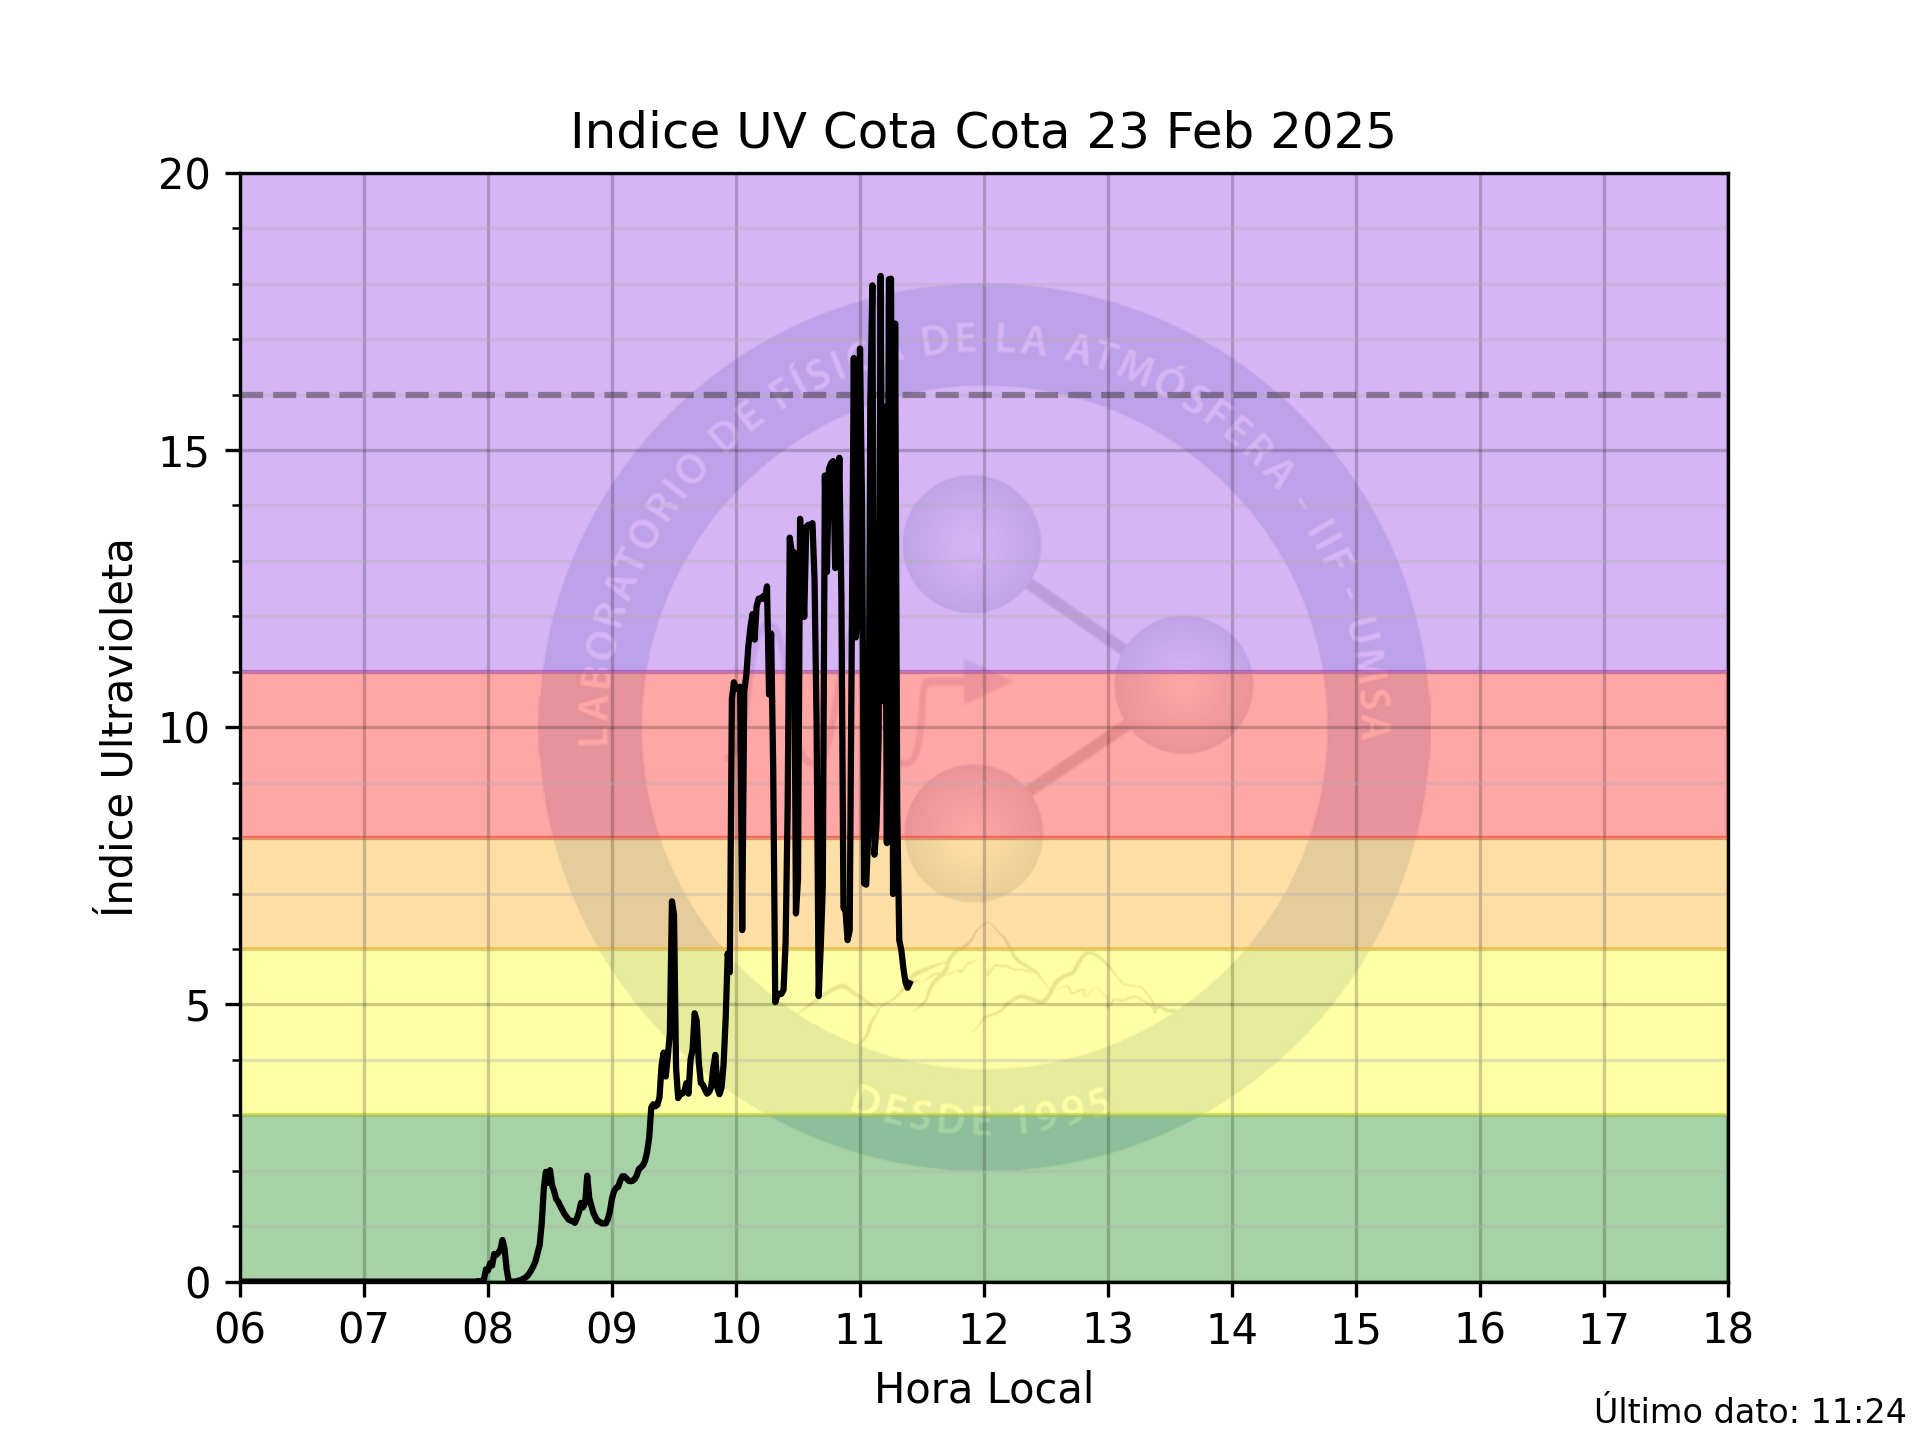 Indice UV Cota Cota 23 Feb 2025
20
15
10
5
0
Índice Ultravioleta
LABORATORIO DE FÍSICA DE LA ATMÓSFERA - IIF - UMSA
DESDE 1995
06 07 08 09 10 11 12 13 14 15 16 17 18
Hora Local
Último dato: 11:24